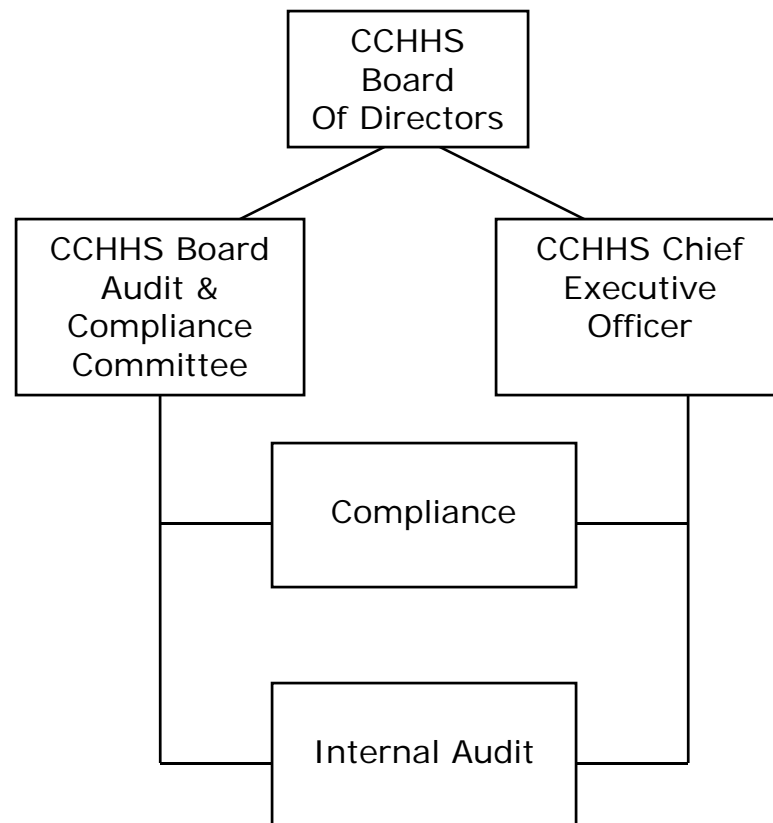 CCHHS
Board
Of Directors
CCHHS Board
Audit &
Compliance
Committee
CCHHS Chief
Executive
Officer
Compliance
Internal Audit